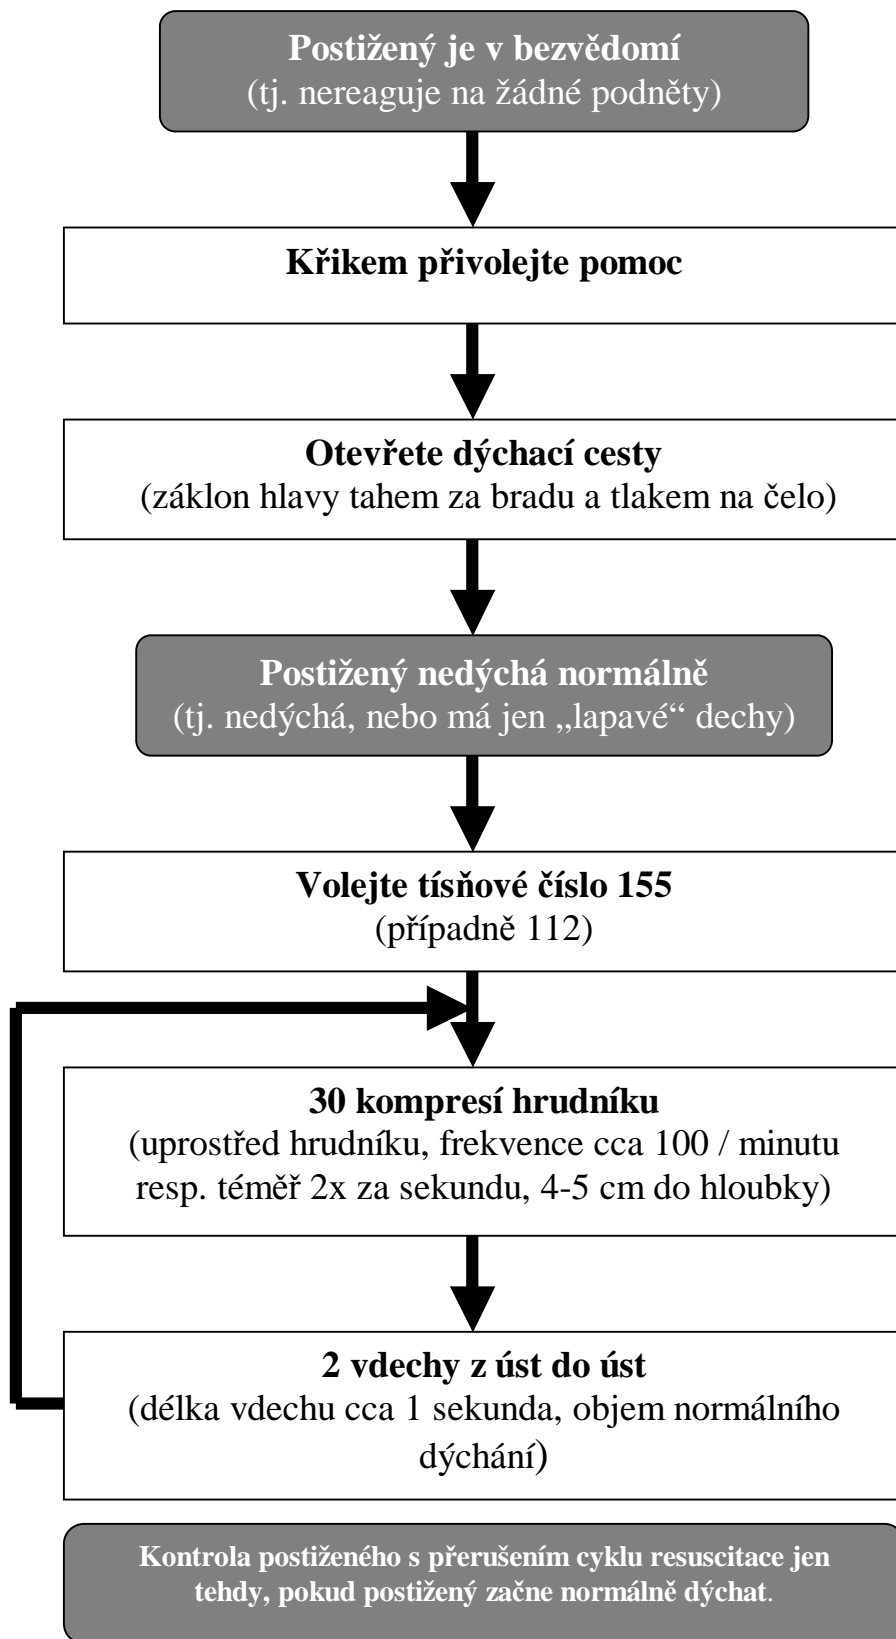 Postižený je v bezvědomí
(tj. nereaguje na žádné podněty)
Křikem přivolejte pomoc
Otevřete dýchací cesty
(záklon hlavy tahem za bradu a tlakem na čelo)
Postižený nedýchá normálně
(tj. nedýchá, nebo má jen „lapavé“ dechy)
Volejte tísňové číslo 155
(případně 112)
30 kompresí hrudníku
(uprostřed hrudníku, frekvence cca 100 / minutu
resp. téměř 2x za sekundu, 4-5 cm do hloubky)
2 vdechy z úst do úst
(délka vdechu cca 1 sekunda, objem normálního
dýchání)
Kontrola postiženého s přerušením cyklu resuscitace jen
tehdy, pokud postižený začne normálně dýchat.